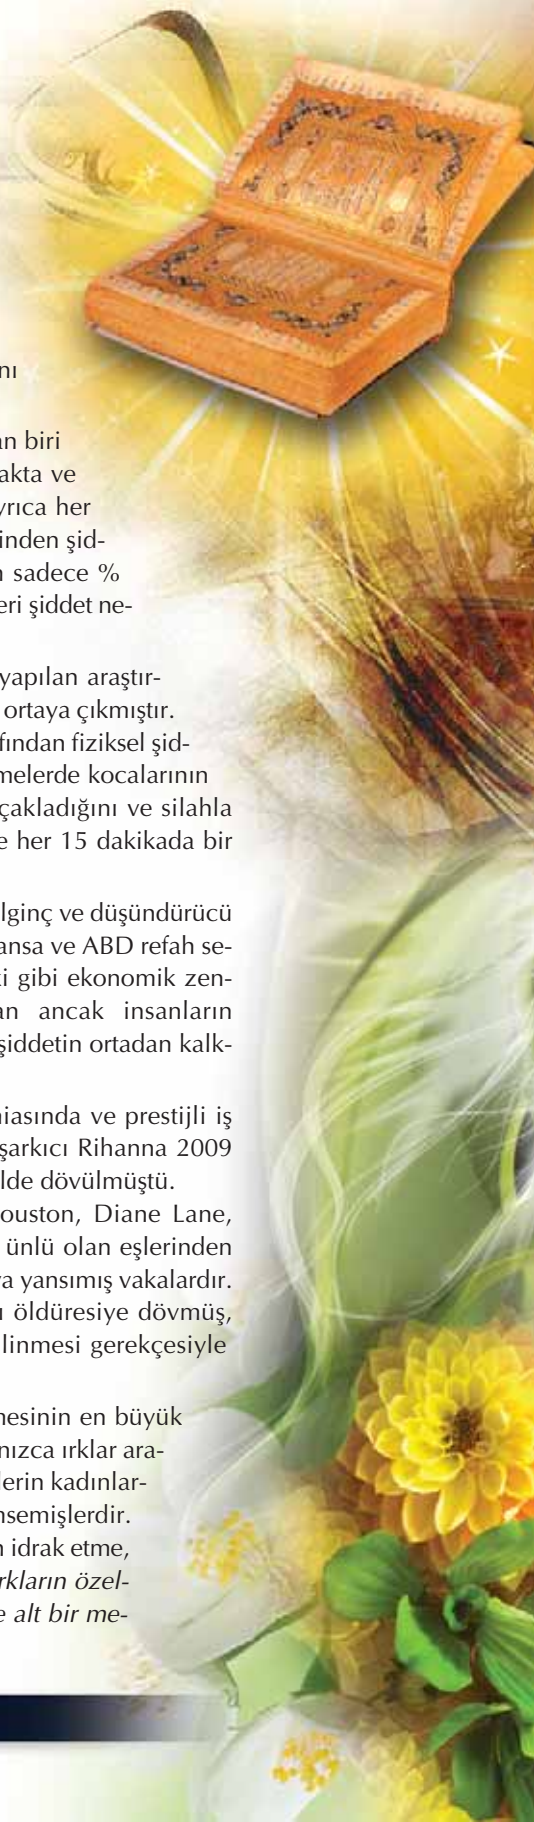 nı
an biri
akta ve
yrıca her
inden şid-
n sadece %
eri şiddet ne-
yapılan araştır-
ortaya çıkmıştır.
fından fiziksel şid-
melerde kocalarının
çakladığını ve silahla
e her 15 dakikada bir
lginç ve düşündürücü
ansa ve ABD refah se-
ki gibi ekonomik zen-
an ancak insanların
şiddetin ortadan kalk-
niasında ve prestijli iş
şarkıcı Rihanna 2009
ilde dövülmüştü.
ouston, Diane Lane,
ünlü olan eşlerinden
va yansımış vakalardır.
ı öldüresiye dövmüş,
linmesi gerekçesiyle
mesinin en büyük
nızca ırklar ara-
lerin kadınlar-
nsemişlerdir.
n idrak etme,
rkların özel-
e alt bir me-